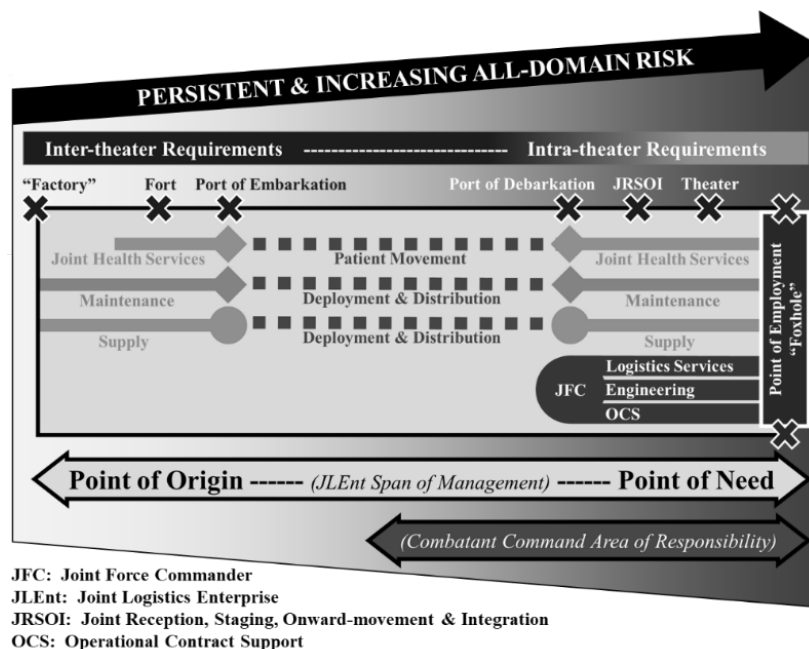 PERSISTENT & INCREASING ALL-DOMAIN RISK
Inter-theater Requirements ------------------------------- Intra-theater Requirements
“Factory” Fort Port of Embarkation Port of Debarkation JRSOI Theater
Joint Health Services Patient Movement Joint Health Services
Maintenance Deployment & Distribution Maintenance
Supply Deployment & Distribution Supply
Point of Employment
“Foxhole”
Logistics Services
JFC Engineering
OCS
Point of Origin ------ (JLEnt Span of Management) ------ Point of Need
(Combatant Command Area of Responsibility)
JFC: Joint Force Commander
JLEnt: Joint Logistics Enterprise
JRSOI: Joint Reception, Staging, Onward-movement & Integration
OCS: Operational Contract Support